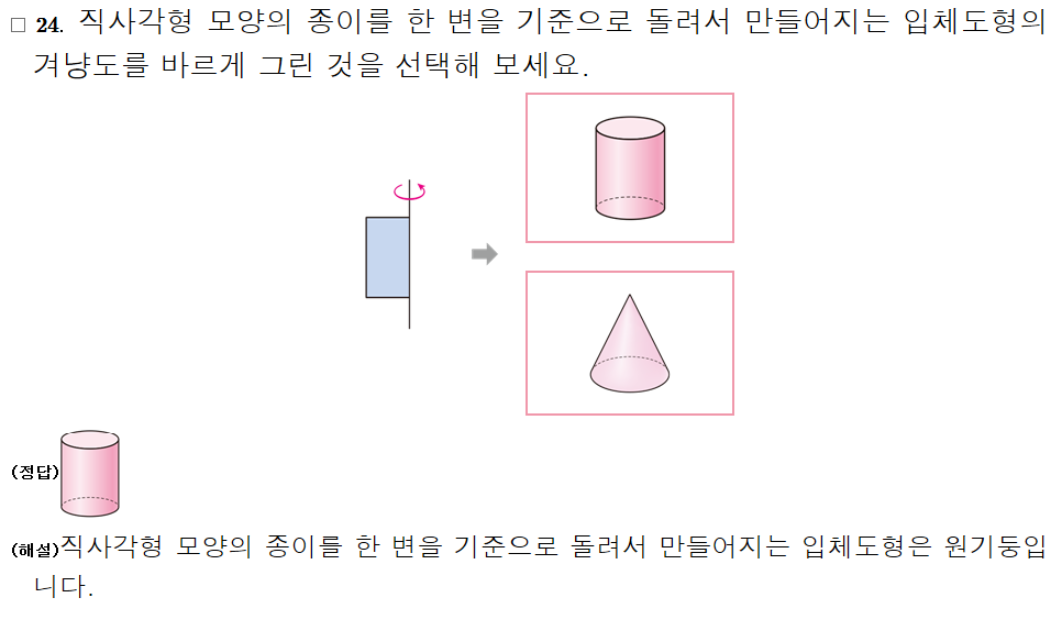 □ 24. 직사각형 모양의 종이를 한 변을 기준으로 돌려서 만들어지는 입체도형의
겨냥도를 바르게 그린 것을 선택해 보세요.
(정답)
(해설)직사각형 모양의 종이를 한 변을 기준으로 돌려서 만들어지는 입체도형은 원기둥입
니다.